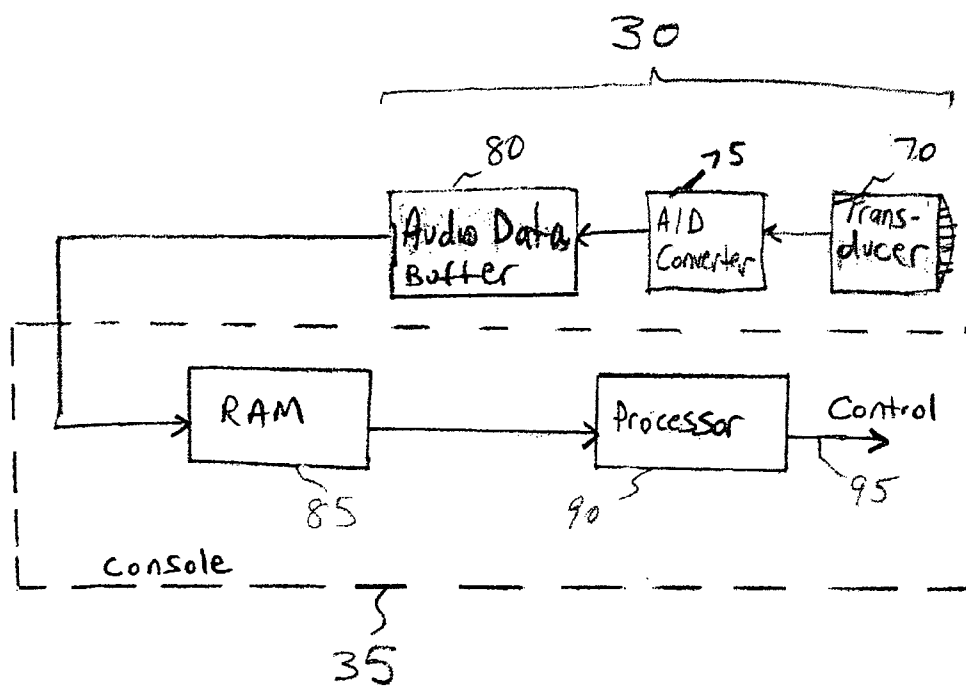 30
80
75
70
Audio Data
Buffer
A/D
Converter
Trans-
ducer
RAM
Processor
Control
85
90
95
Console
35